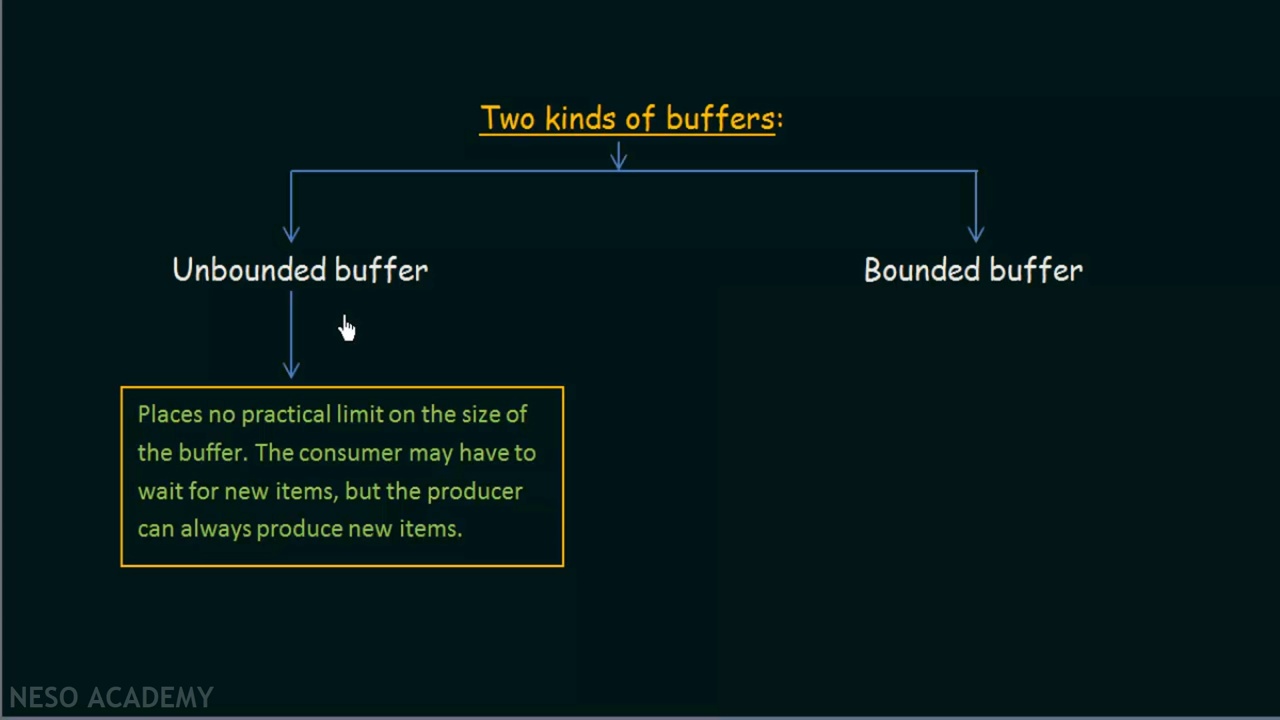 Two kinds of buffers:
Unbounded buffer
Bounded buffer
Places no practical limit on the size of
the buffer. The consumer may have to
wait for new items, but the producer
can always produce new items.
NESO ACADEMY